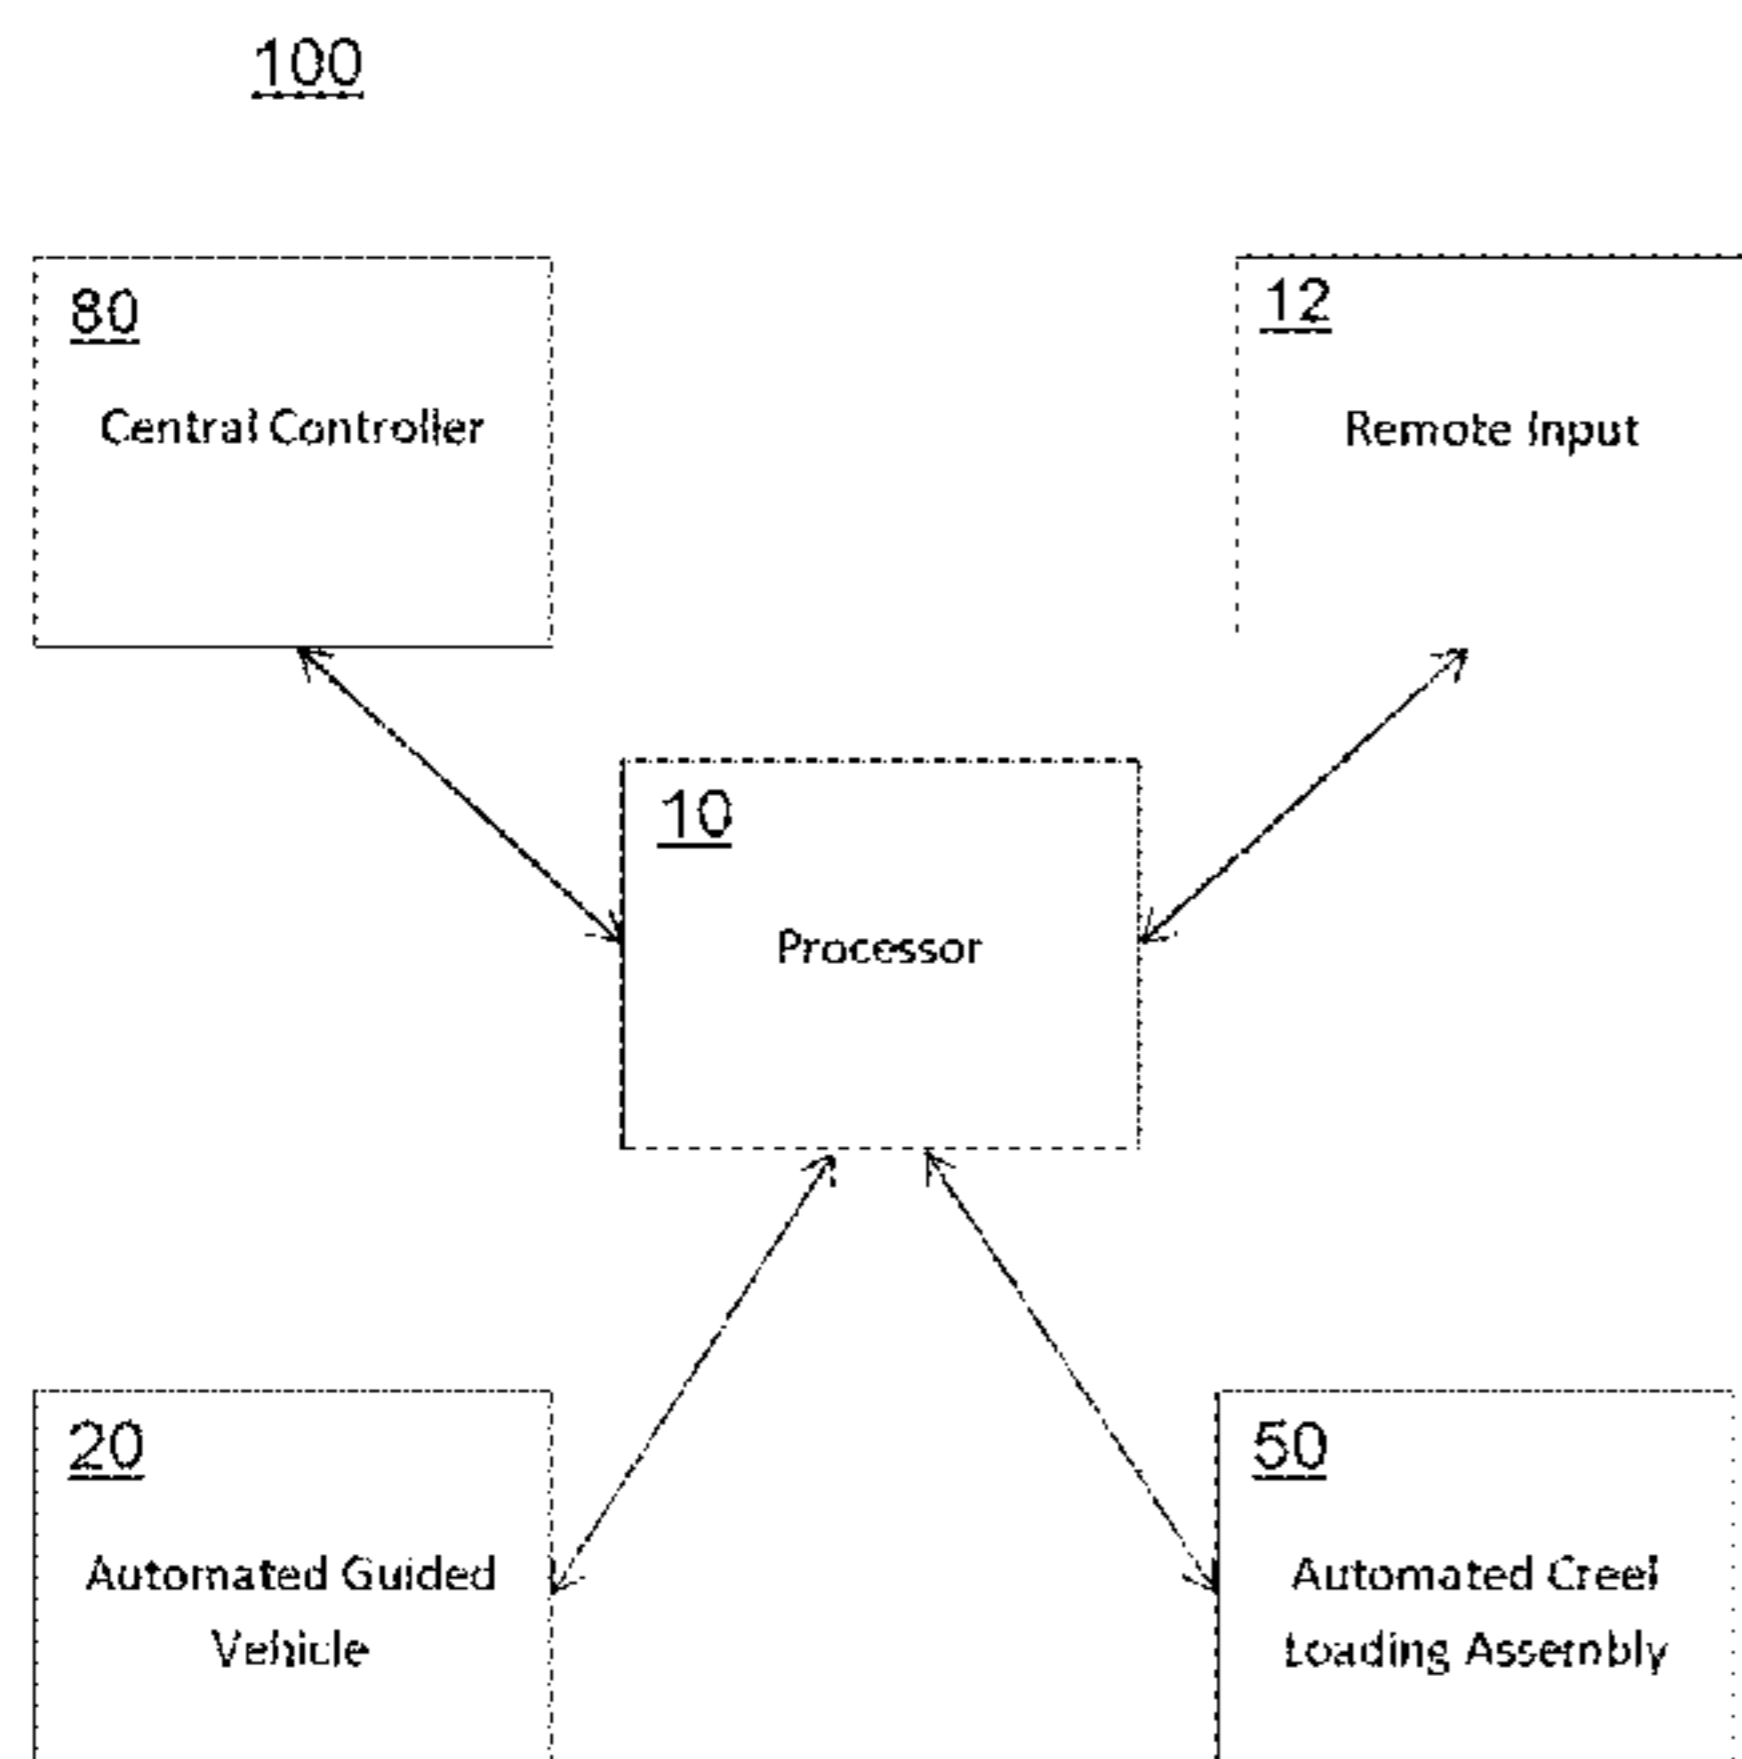 100
80
Central Controller
12
Remote Input
10
Processor
20
Automated Guided
Vehicle
50
Automated Creel
Loading Assembly